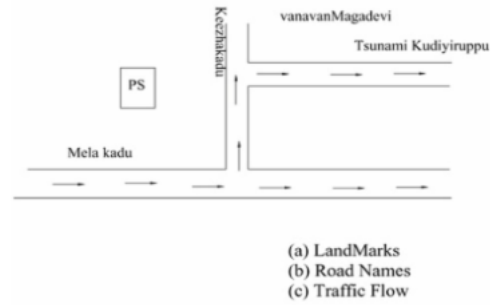 vanavanMagadevi
Keezhakadu
Tsunami Kudiyiruppu
PS
Mela kadu
(a) LandMarks
(b) Road Names
(c) Traffic Flow